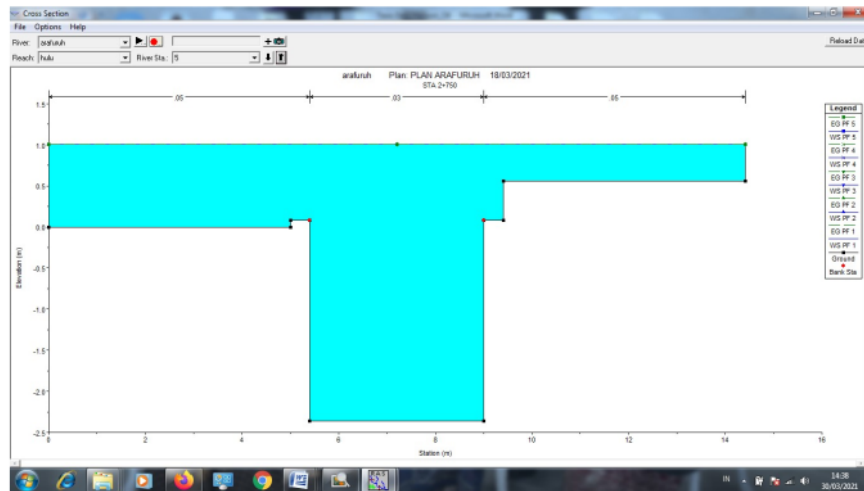 Cross Section
File Options Help
River: arafuruh
Reload Dat
Reach: hulu River Sta.: 5
arafuruh Plan: PLAN ARAFURUH 18/03/2021
STA 2+750
.05 .03 .05
Legend
EG PF 5
WS PF 5
EG PF 4
WS PF 4
EG PF 3
WS PF 3
EG PF 2
WS PF 2
EG PF 1
WS PF 1
Ground
Bank Sta
Elevation (m)
1.5
1.0
0.5
0.0
-0.5
-1.0
-1.5
-2.0
-2.5
0 2 4 6 8 10 12 14 16
Station (m)
IN
14:38
30/03/2021